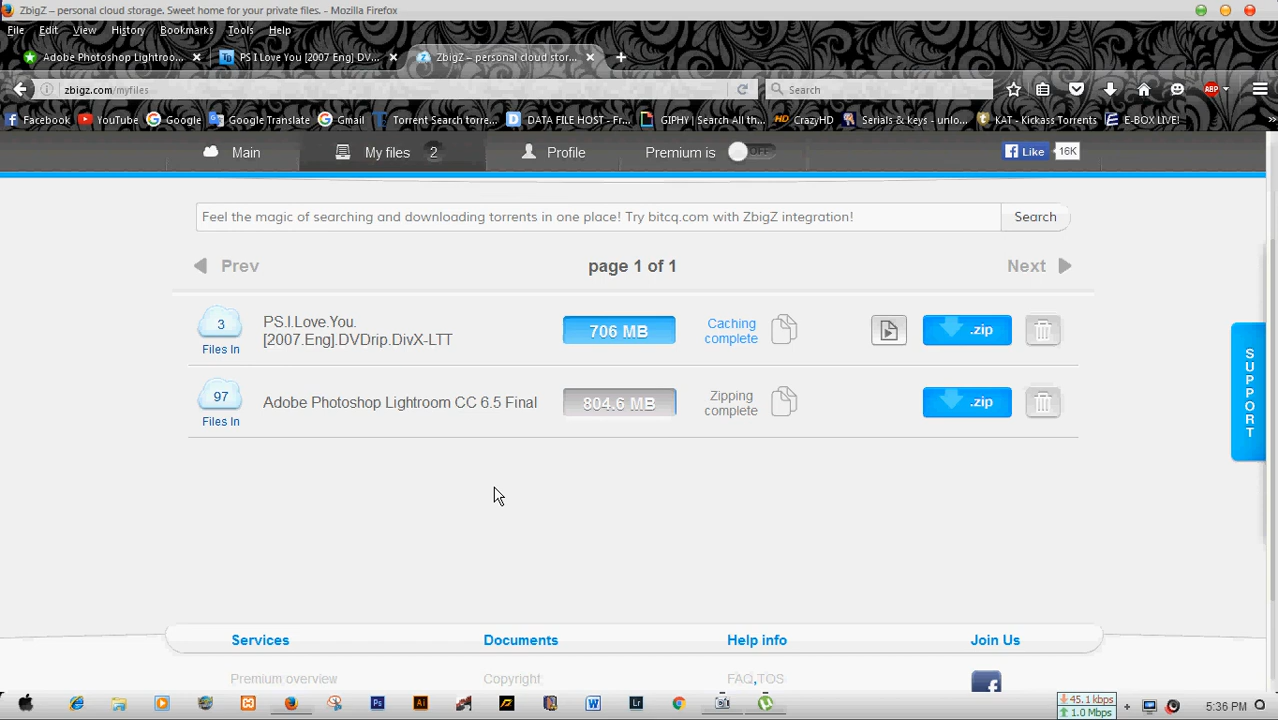 ZbigZ – personal cloud storage. Sweet home for your private files. - Mozilla Firefox
File Edit View History Bookmarks Tools Help
Adobe Photoshop Lightroo... PS I Love You [2007 Eng] DV... ZbigZ – personal cloud stor...
zbigz.com/myfiles Search ABP
Facebook YouTube Google Google Translate Gmail Torrent Search torre... DATA FILE HOST - Fr... GIPHY | Search All th... CrazyHD Serials & keys - unlo... KAT - Kickass Torrents E-BOX LIVE!
Main My files 2 Profile Premium is OFF Like 16K
Feel the magic of searching and downloading torrents in one place! Try bitcq.com with ZbigZ integration! Search
Prev page 1 of 1 Next
3 Files In
PS.I.Love.You.
[2007.Eng].DVDrip.DivX-LTT
706 MB
Caching
complete
.zip
97 Files In
Adobe Photoshop Lightroom CC 6.5 Final
804.6 MB
Zipping
complete
.zip
SUPPORT
Services Documents Help info Join Us
Premium overview Copyright FAQ,TOS
Ps Ai W Lr
45.1 kbps
1.0 Mbps
5:36 PM